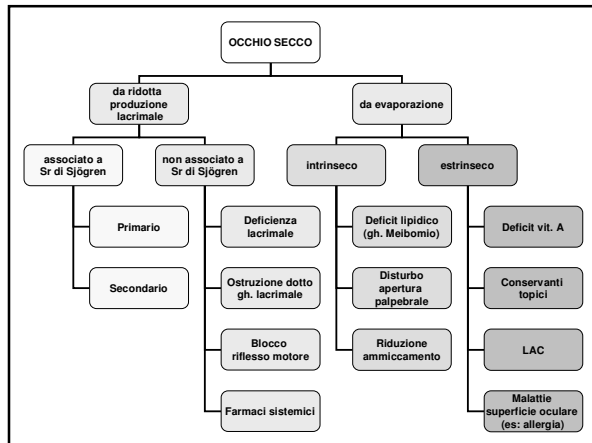 OCCHIO SECCO
da ridotta
produzione
lacrimale
da evaporazione
associato a
Sr di Sjögren
non associato a
Sr di Sjögren
intrinseco
estrinseco
Primario
Secondario
Deficienza
lacrimale
Ostruzione dotto
gh. lacrimale
Blocco
riflesso motore
Farmaci sistemici
Deficit lipidico
(gh. Meibomio)
Disturbo
apertura
palpebrale
Riduzione
ammiccamento
Deficit vit. A
Conservanti
topici
LAC
Malattie
superficie oculare
(es: allergia)